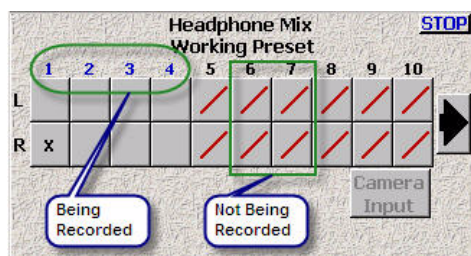 Headphone Mix
STOP
Working Preset
1 2 3 4 5 6 7 8 9 10
L
R x
Camera
Input
Being
Recorded
Not Being
Recorded